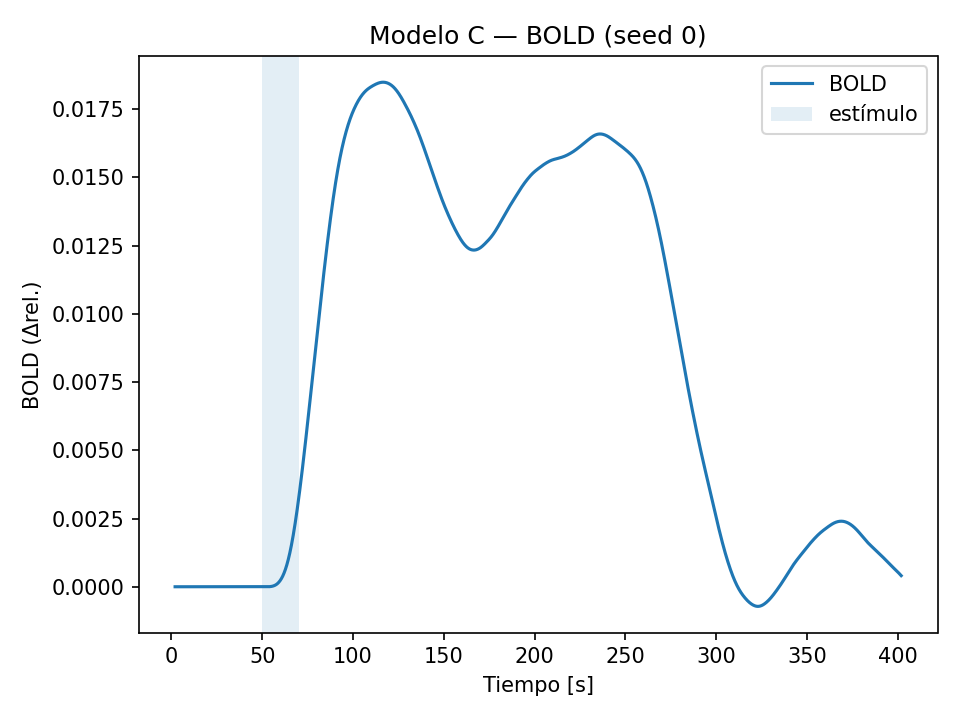 Modelo C — BOLD (seed 0)
BOLD
estímulo
BOLD (Δrel.)
0.0175
0.0150
0.0125
0.0100
0.0075
0.0050
0.0025
0.0000
0 50 100 150 200 250 300 350 400
Tiempo [s]